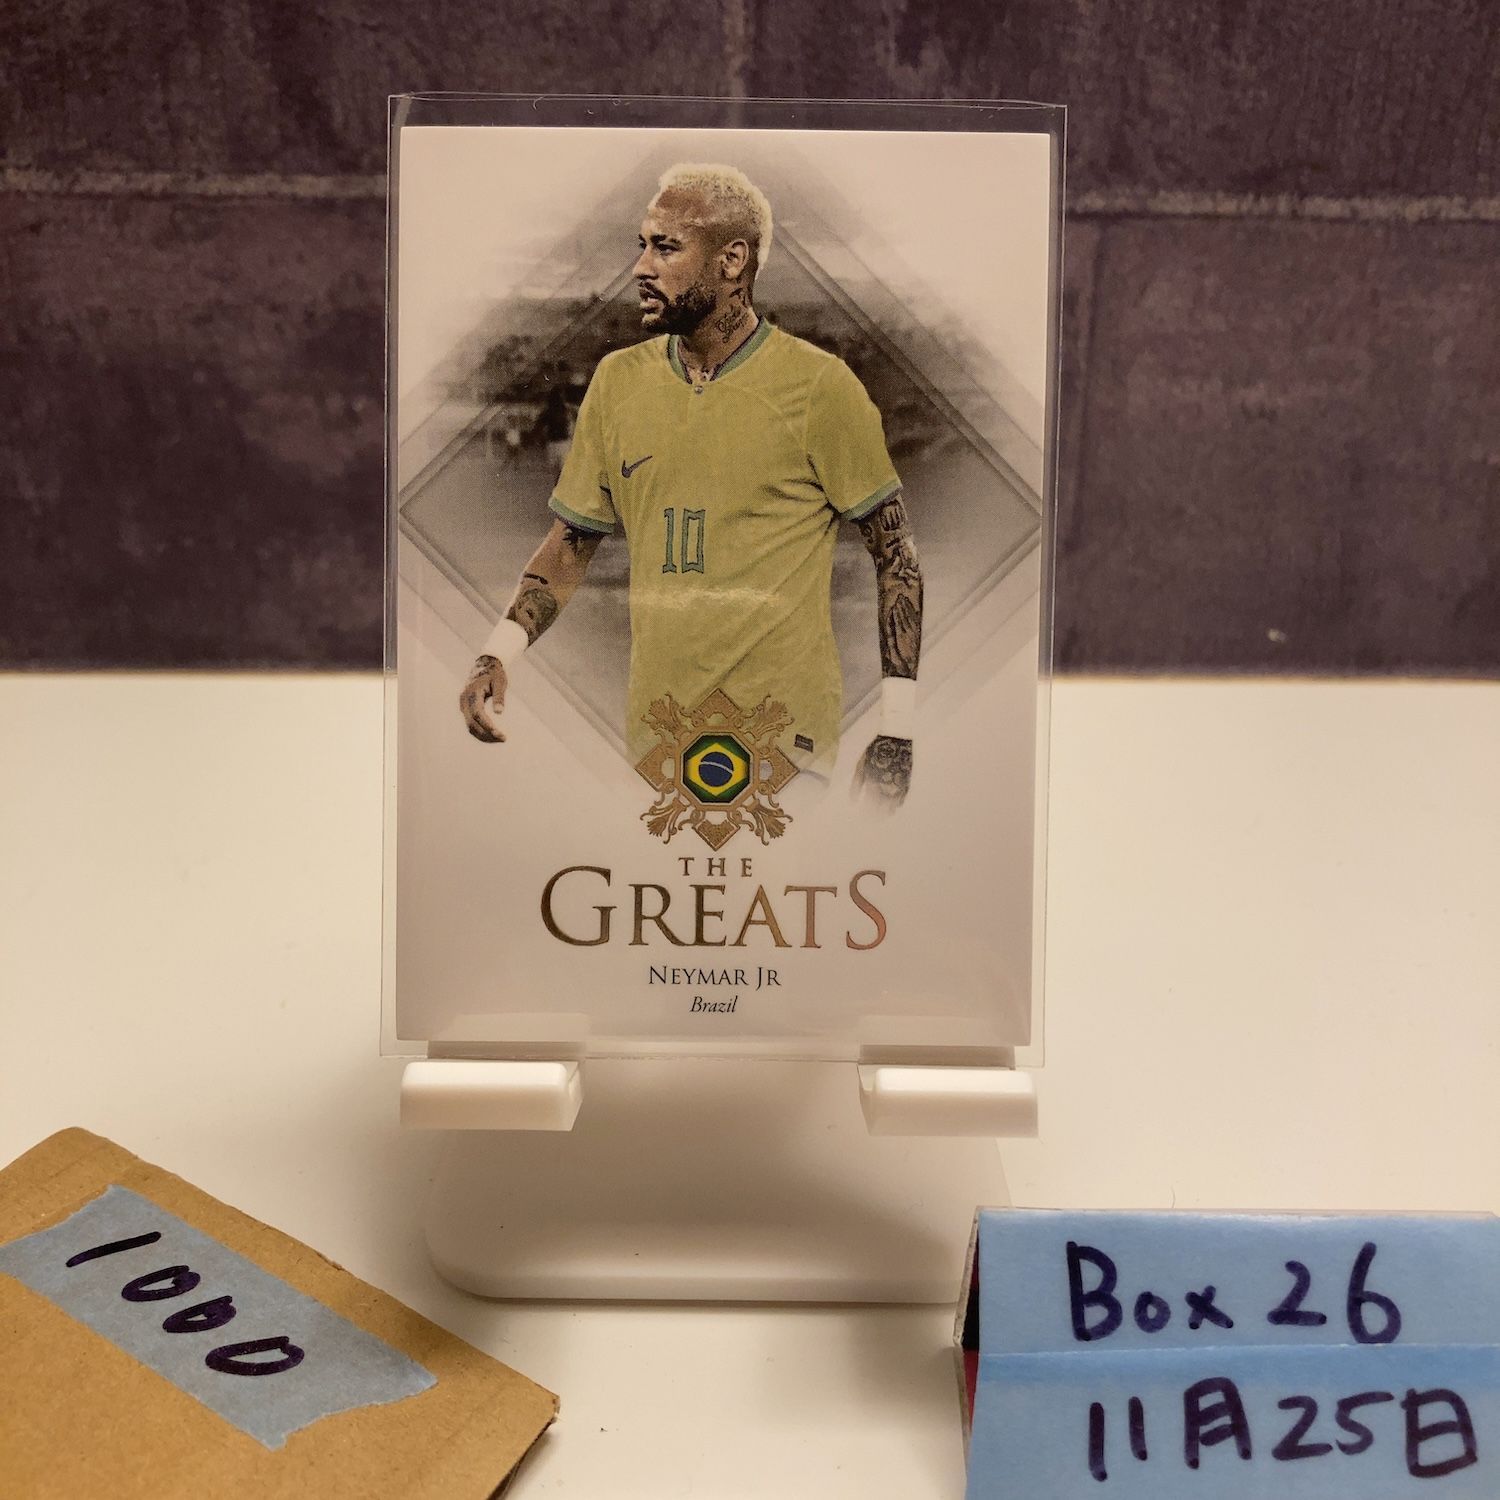 10
THE
GREATS
NEYMAR JR
Brazil
1000
Box 26
11月25日